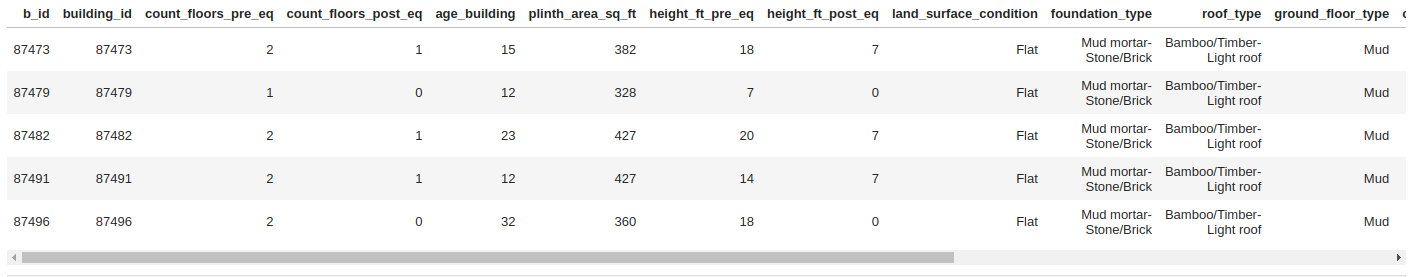 b_id building_id count_floors_pre_eq count_floors_post_eq age_building plinth_area_sq_ft height_ft_pre_eq height_ft_post_eq land_surface_condition foundation_type roof_type ground_floor_type
87473 87473 2 1 15 382 18 7 Flat Mud mortar-Stone/Brick Bamboo/Timber-Light roof Mud
87479 87479 1 0 12 328 7 0 Flat Mud mortar-Stone/Brick Bamboo/Timber-Light roof Mud
87482 87482 2 1 23 427 20 7 Flat Mud mortar-Stone/Brick Bamboo/Timber-Light roof Mud
87491 87491 2 1 12 427 14 7 Flat Mud mortar-Stone/Brick Bamboo/Timber-Light roof Mud
87496 87496 2 0 32 360 18 0 Flat Mud mortar-Stone/Brick Bamboo/Timber-Light roof Mud